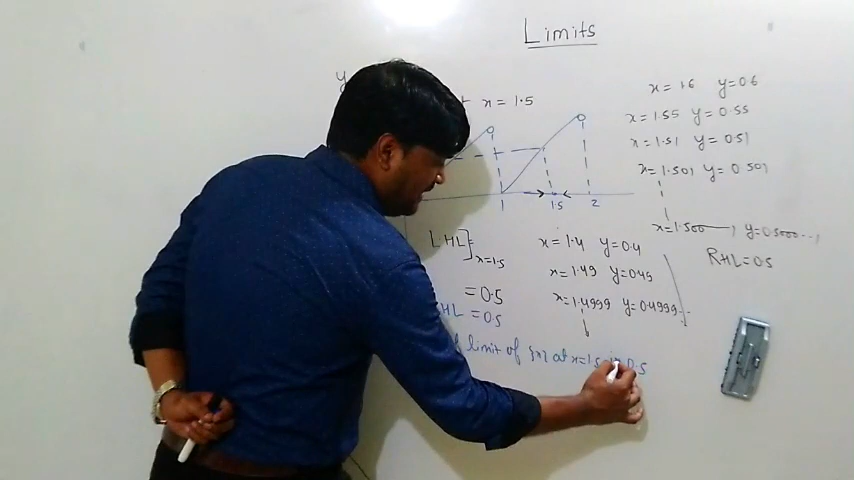 Limits
y
x = 1.5
x = 1.6 y = 0.6
x = 1.55 y = 0.55
x = 1.51 y = 0.51
x = 1.501 y = 0.501
x = 1.500 1 y = 0.5000...1
RHL = 0.5
1 1.5 2
LHL]x=1.5
= 0.5
HL = 0.5
x = 1.4 y = 0.4
x = 1.49 y = 0.49
x = 1.4999 y = 0.4999..
limit of {x} at x = 1.5 is 0.5